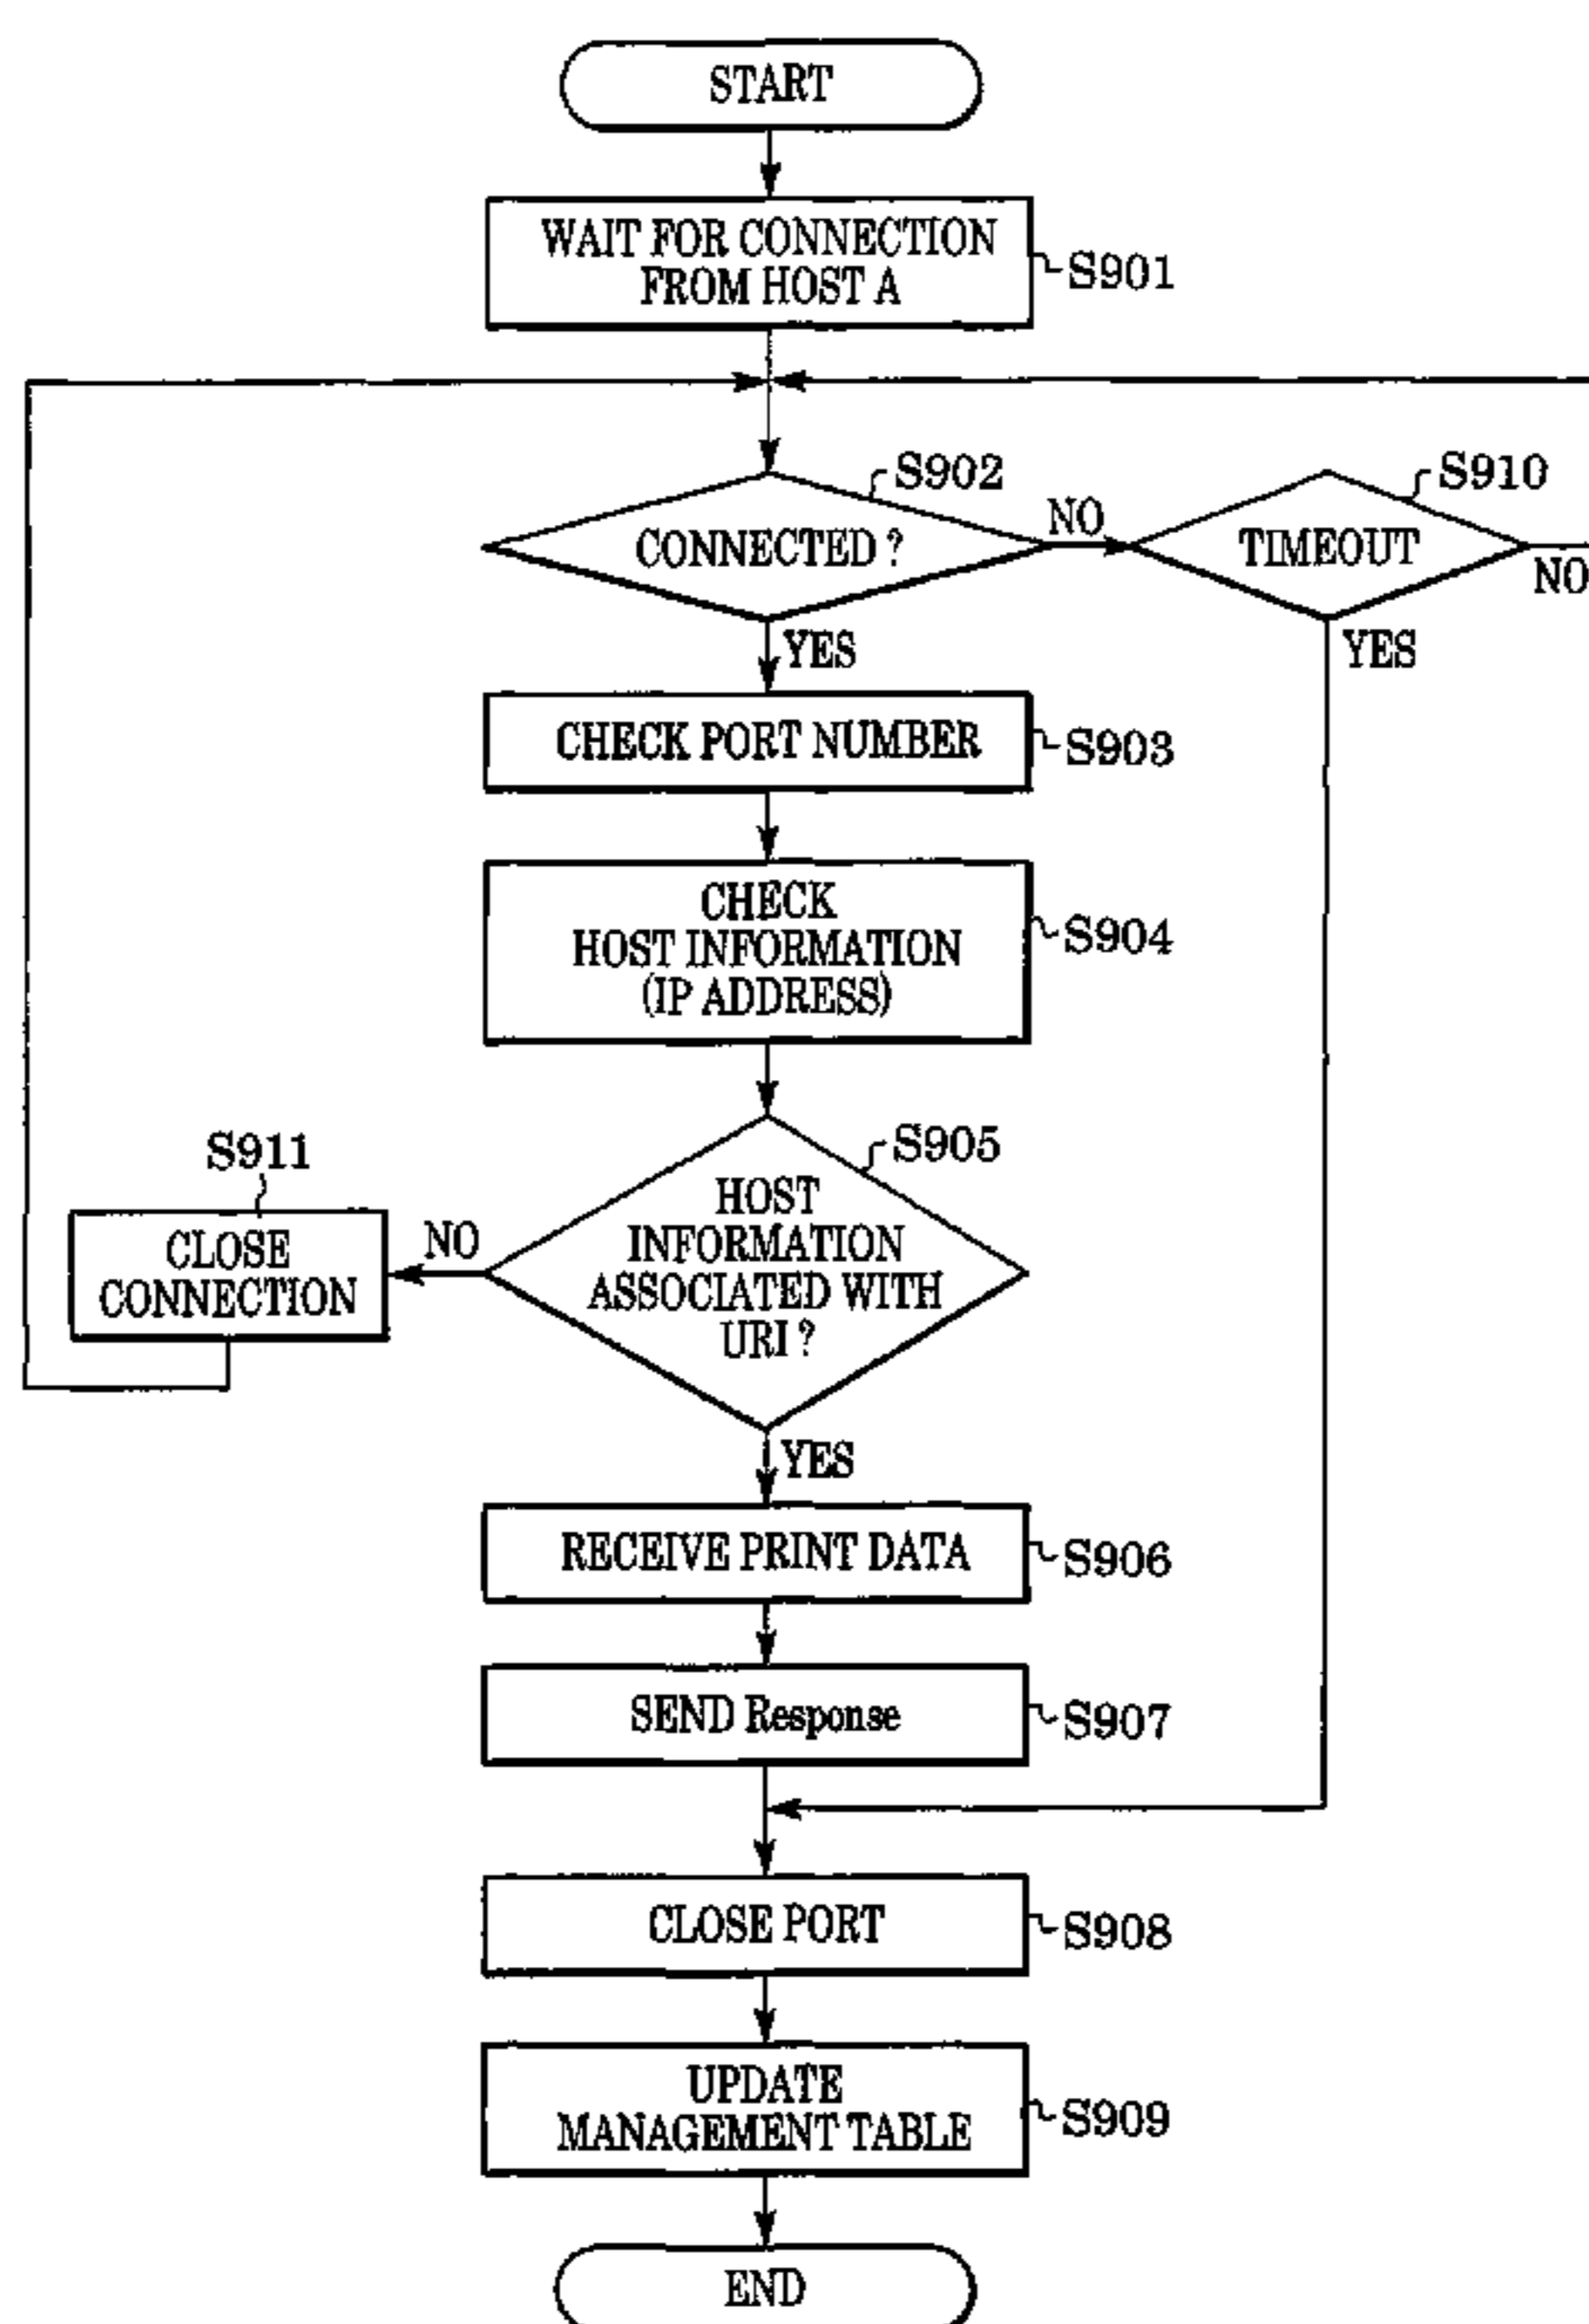 START
WAIT FOR CONNECTION
FROM HOST A
S901
S902
CONNECTED ?
NO
S910
TIMEOUT
NO
YES
YES
CHECK PORT NUMBER
S903
CHECK
HOST INFORMATION
(IP ADDRESS)
S904
S905
HOST
INFORMATION
ASSOCIATED WITH
URI ?
NO
S911
CLOSE
CONNECTION
YES
RECEIVE PRINT DATA
S906
SEND Response
S907
CLOSE PORT
S908
UPDATE
MANAGEMENT TABLE
S909
END